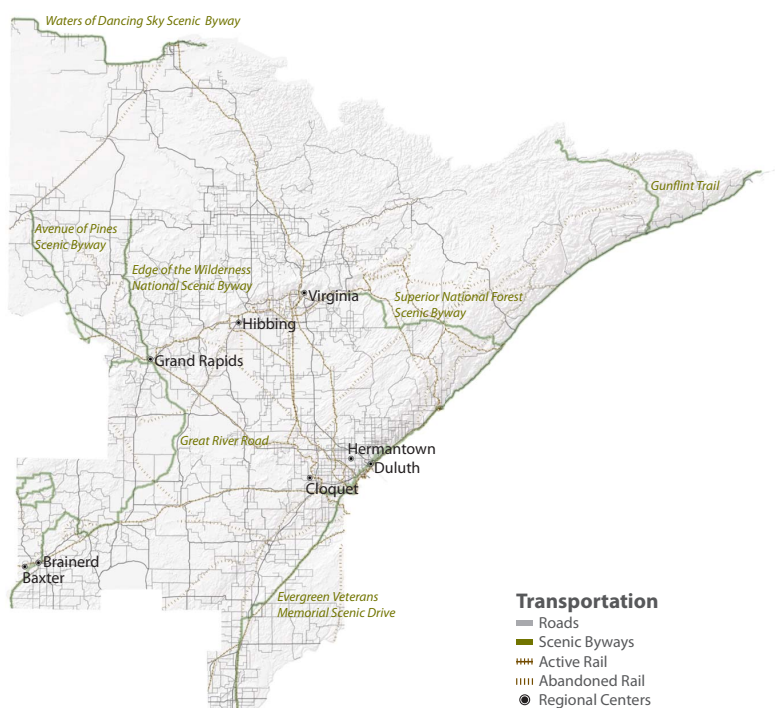 Waters of Dancing Sky Scenic Byway
Gunflint Trail
Avenue of Pines
Scenic Byway
Edge of the Wilderness
National Scenic Byway
Virginia
Superior National Forest
Scenic Byway
Hibbing
Grand Rapids
Great River Road
Hermantown
Duluth
Cloquet
Brainerd
Baxter
Evergreen Veterans
Memorial Scenic Drive
Transportation
Roads
Scenic Byways
Active Rail
Abandoned Rail
Regional Centers